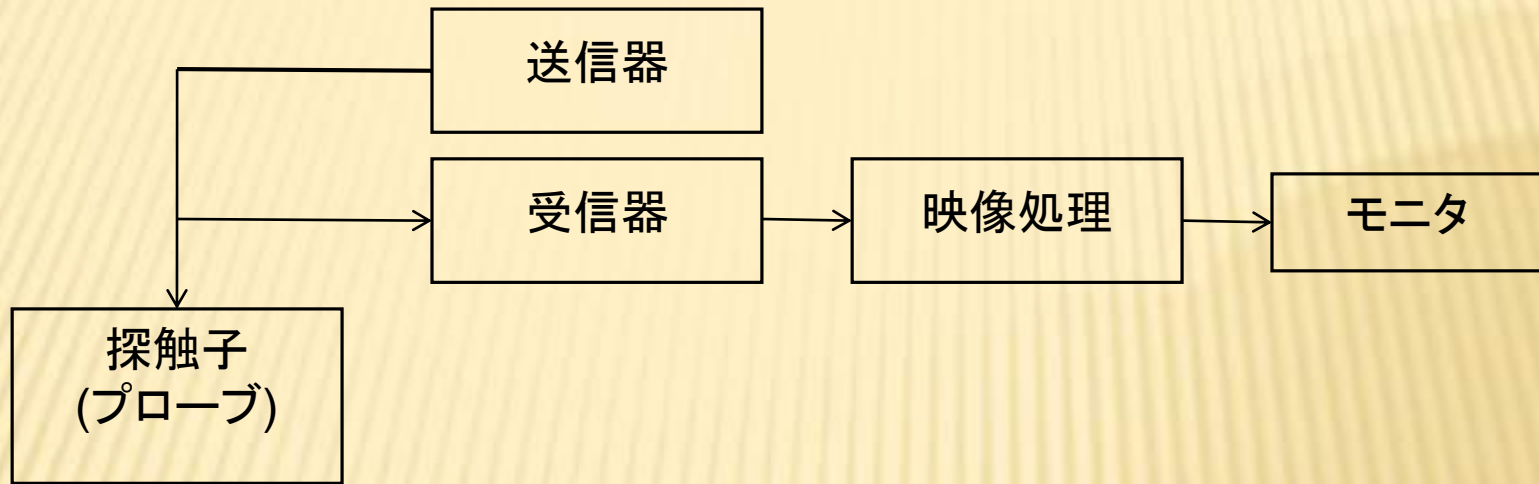 送信器
受信器
映像処理
モニタ
探触子
(プローブ)